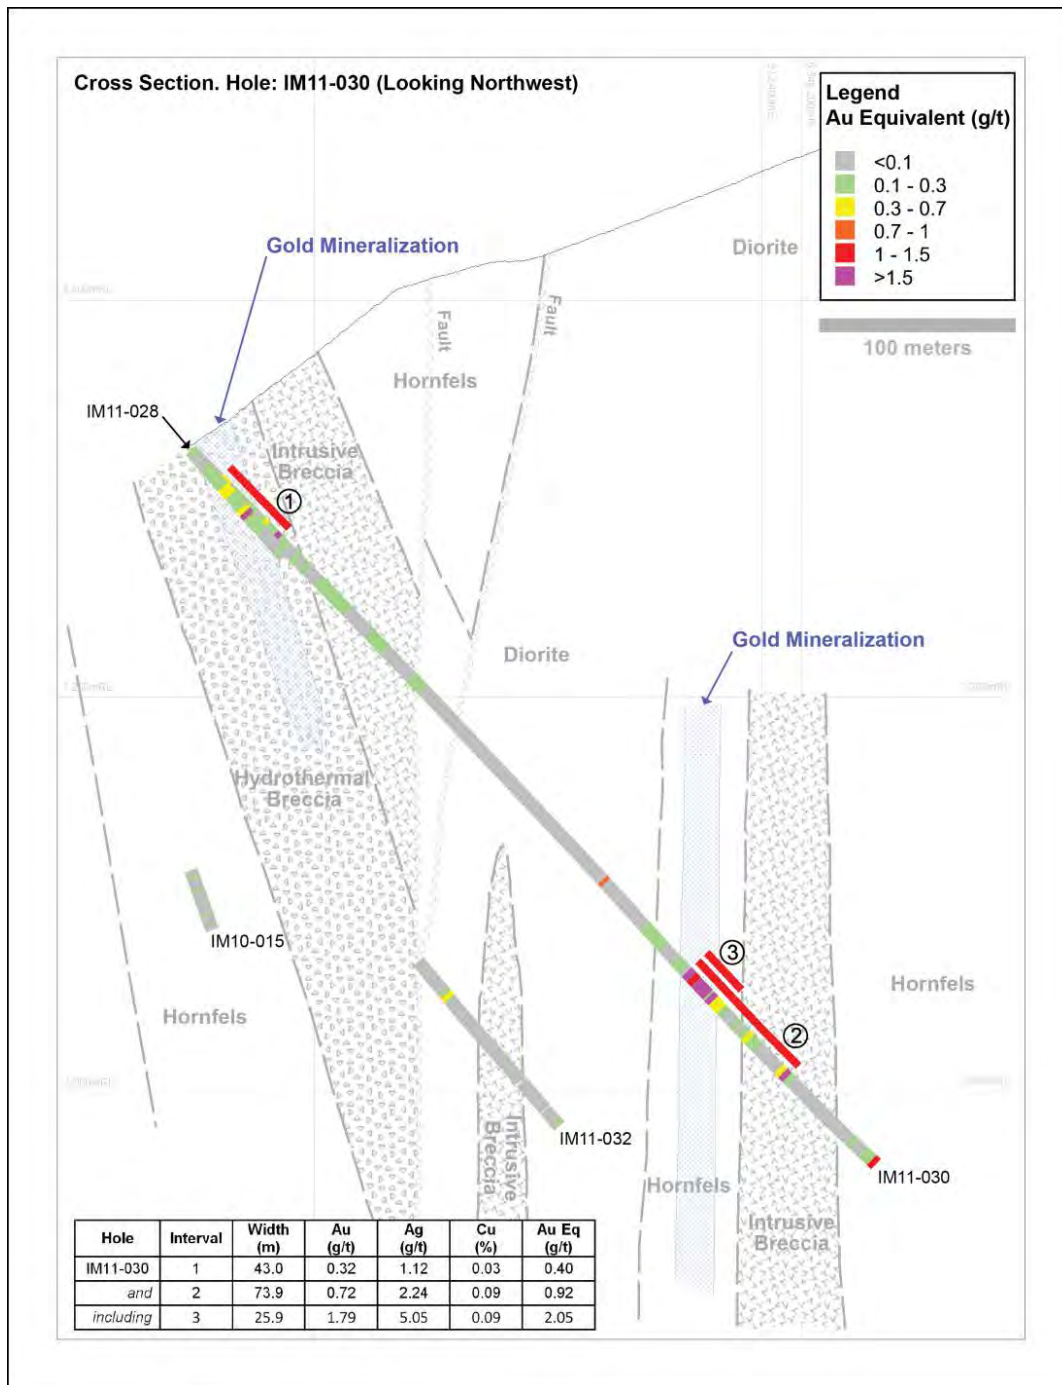 Cross Section. Hole: IM11-030 (Looking Northwest)
Legend
Au Equivalent (g/t)
<0.1
0.1 - 0.3
0.3 - 0.7
0.7 - 1
1 - 1.5
>1.5
100 meters
Gold Mineralization
Diorite
Fault
Fault
Hornfels
IM11-028
Intrusive
Breccia
1
Diorite
Gold Mineralization
Hydrothermal
Breccia
IM10-015
Hornfels
3
Hornfels
2
IM11-032
Intrusive
Breccia
IM11-030
Hornfels
Intrusive
Breccia
Hole Interval Width (m) Au (g/t) Ag (g/t) Cu (%) Au Eq (g/t)
IM11-030 1 43.0 0.32 1.12 0.03 0.40
and 2 73.9 0.72 2.24 0.09 0.92
including 3 25.9 1.79 5.05 0.09 2.05